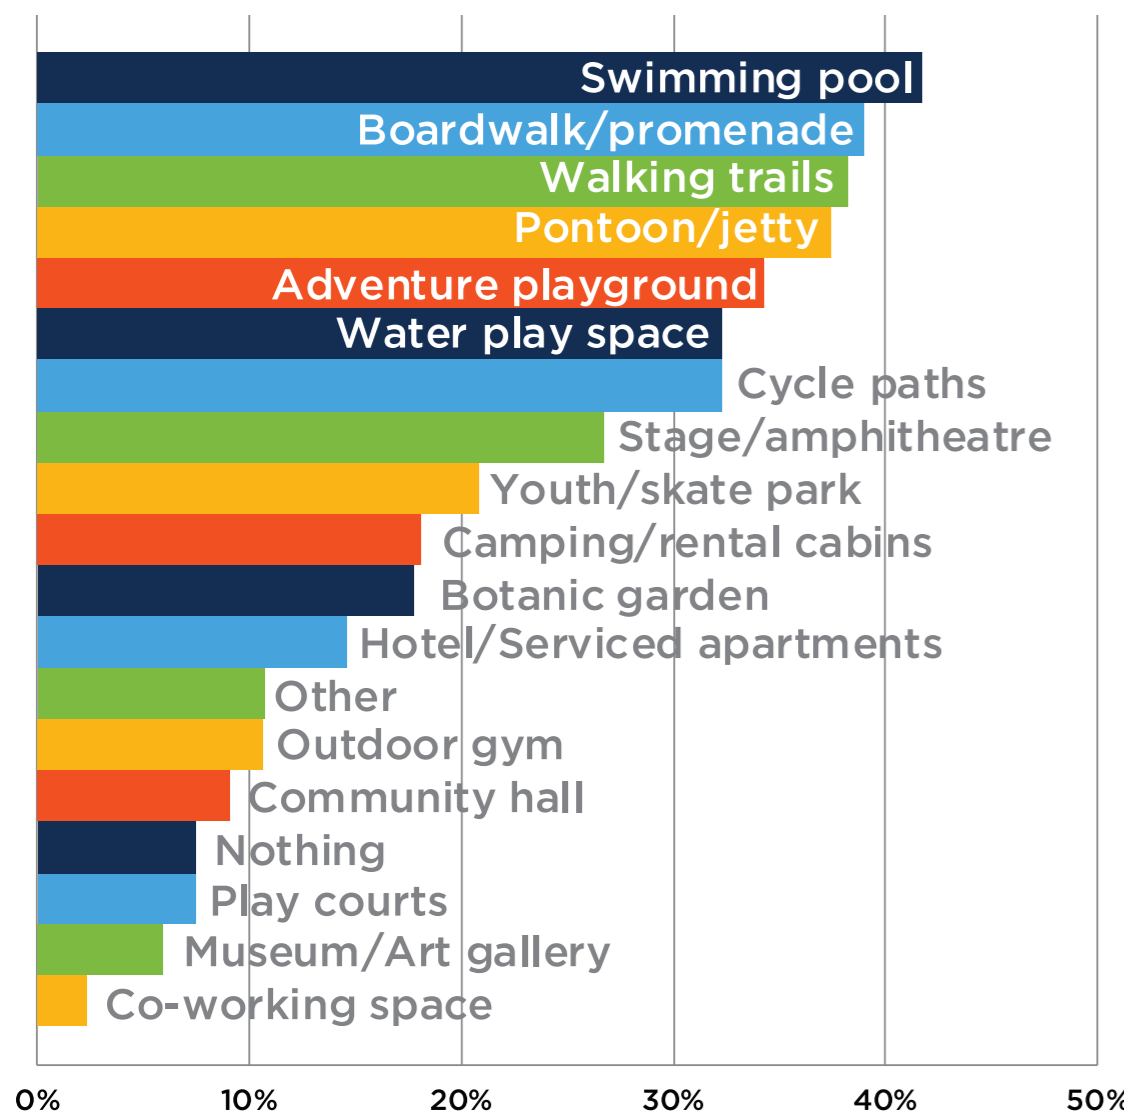 Swimming pool
Boardwalk/promenade
Walking trails
Pontoon/jetty
Adventure playground
Water play space
Cycle paths
Stage/amphitheatre
Youth/skate park
Camping/rental cabins
Botanic garden
Hotel/Serviced apartments
Other
Outdoor gym
Community hall
Nothing
Play courts
Museum/Art gallery
Co-working space
0% 10% 20% 30% 40% 50%